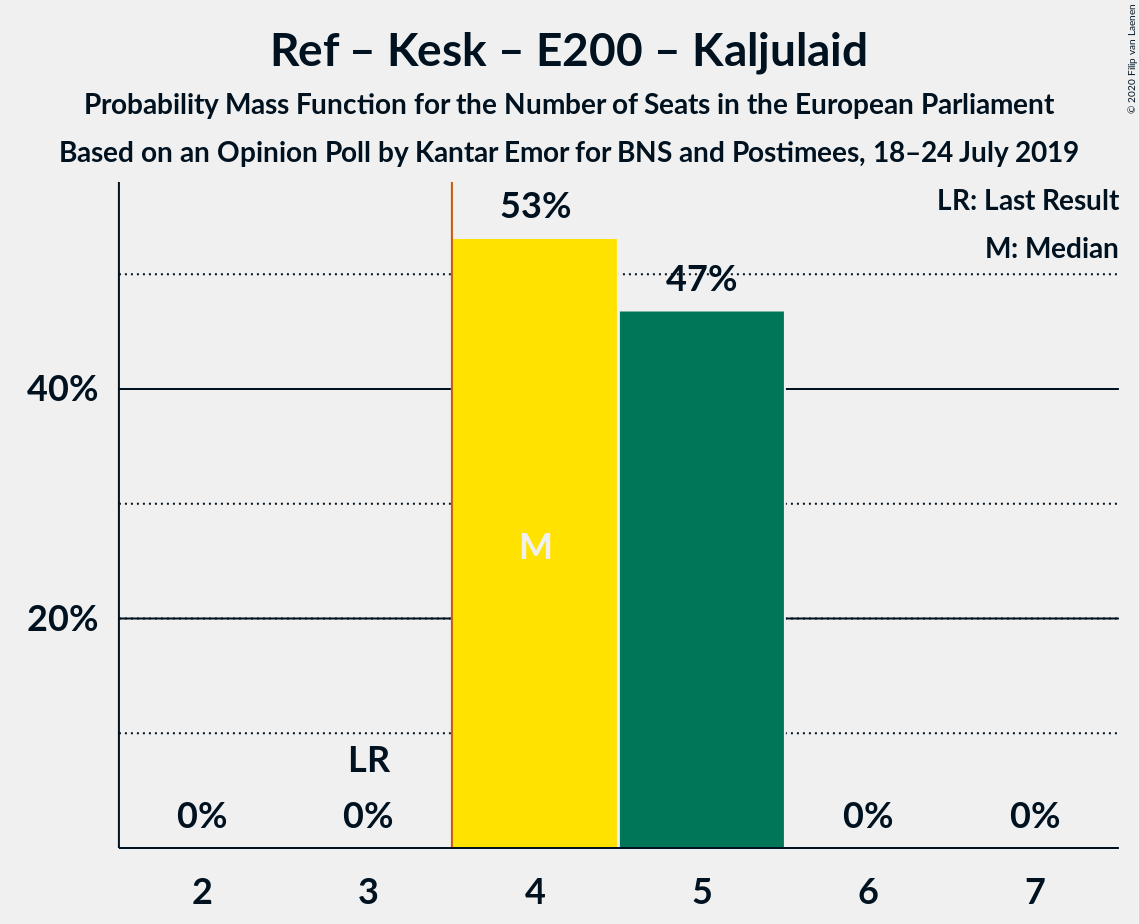 Ref – Kesk – E200 – Kaljulaid
Probability Mass Function for the Number of Seats in the European Parliament
Based on an Opinion Poll by Kantar Emor for BNS and Postimees, 18–24 July 2019
© 2020 Filip van Laenen
LR: Last Result
M: Median
53%
47%
40%
M
20%
LR
0% 0% 0% 0%
2 3 4 5 6 7